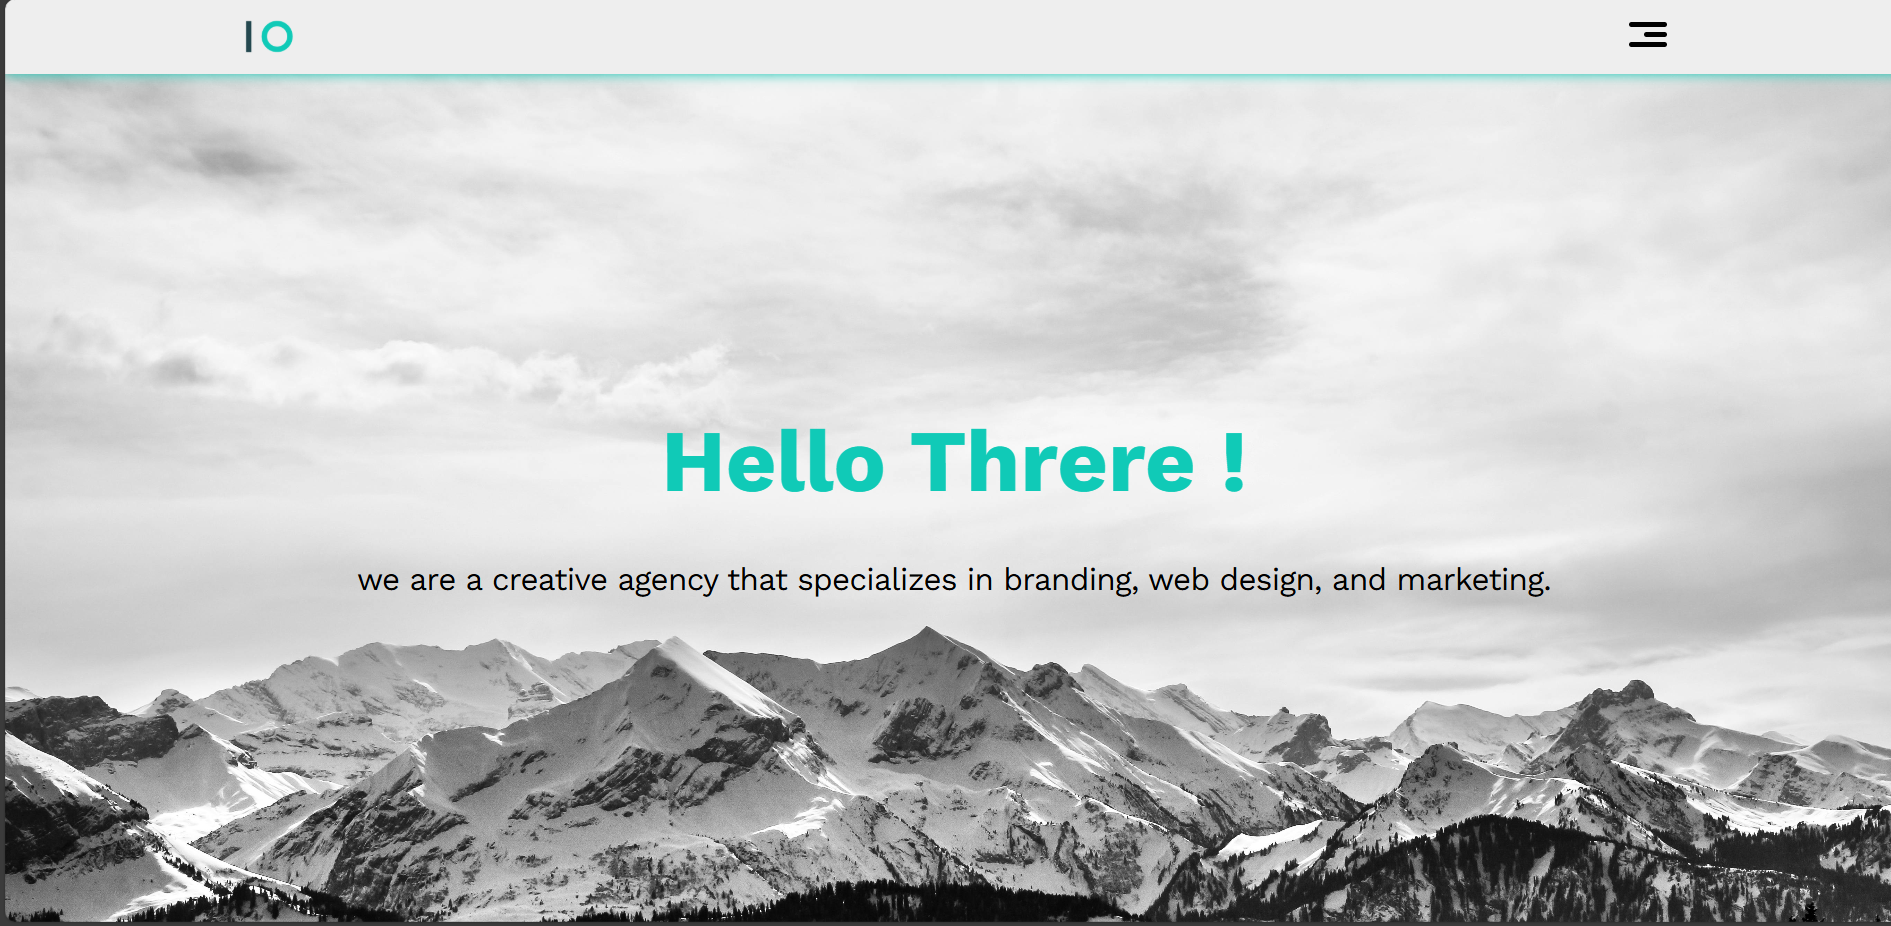 IO
Hello Threre !
we are a creative agency that specializes in branding, web design, and marketing.